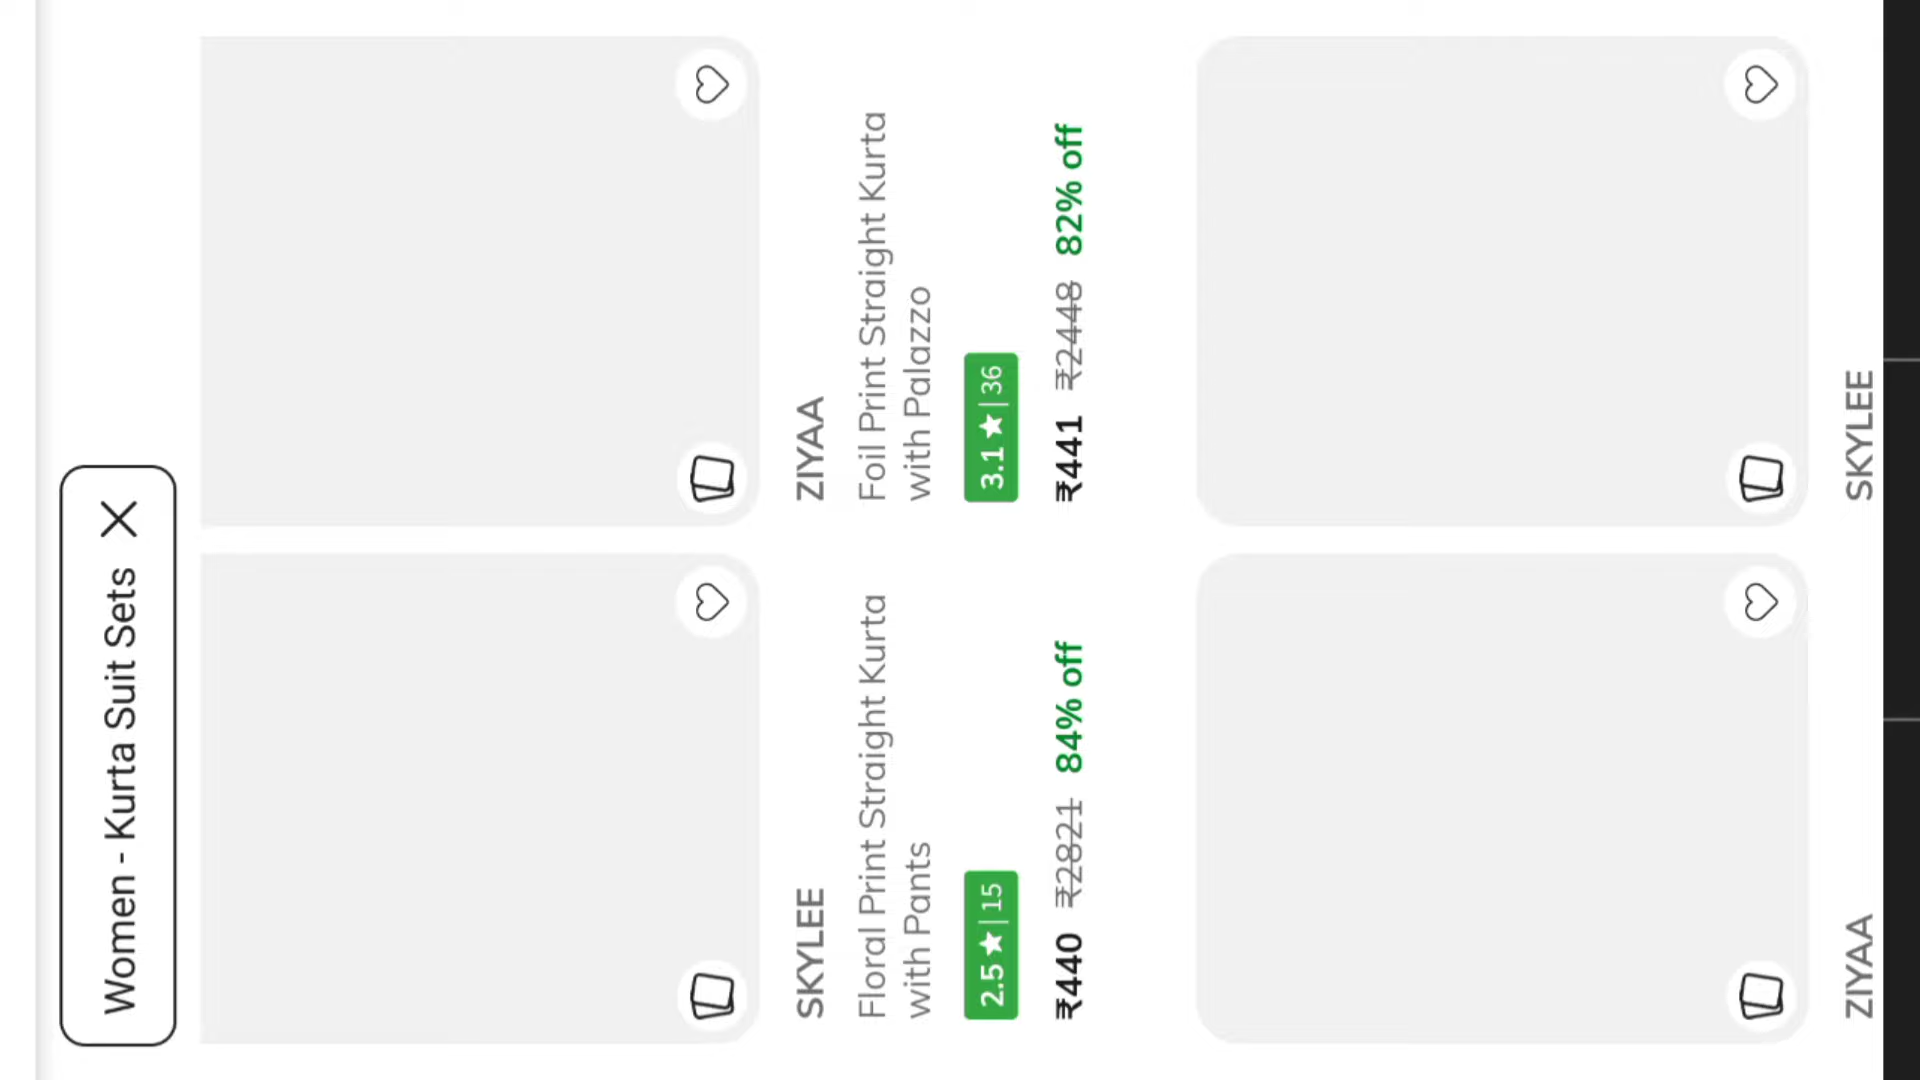 Women - Kurta Suit Sets
SKYLEE
Floral Print Straight Kurta
with Pants
2.5 ★ | 15
₹440 ₹2821 84% off
ZIYAA
Foil Print Straight Kurta
with Palazzo
3.1 ★ | 36
₹441 ₹2448 82% off
ZIYAA
SKYLEE